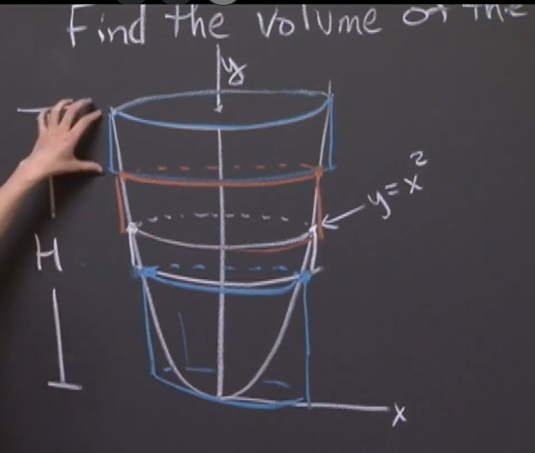 Find the volume of the
y
y=x²
H
x